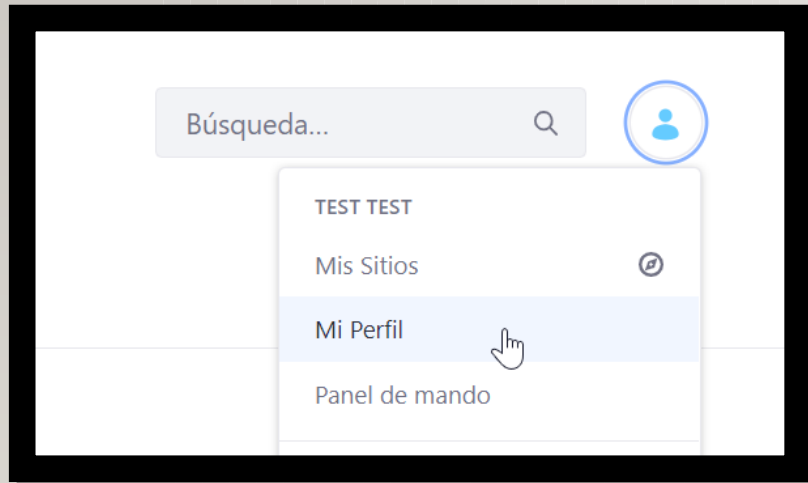 Búsqueda...
TEST TEST
Mis Sitios
Mi Perfil
Panel de mando